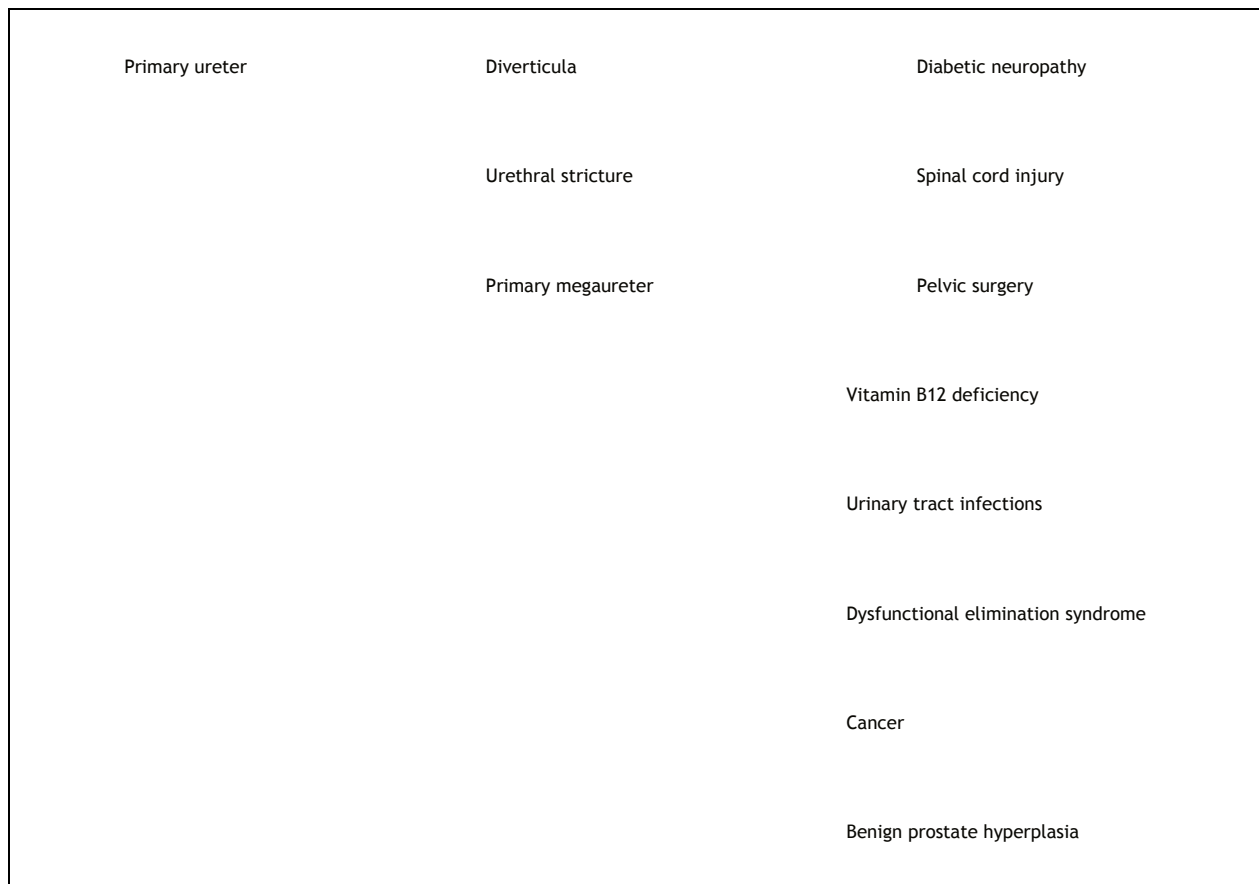 Primary ureter Diverticula Diabetic neuropathy
Urethral stricture Spinal cord injury
Primary megaureter Pelvic surgery
Vitamin B12 deficiency
Urinary tract infections
Dysfunctional elimination syndrome
Cancer
Benign prostate hyperplasia